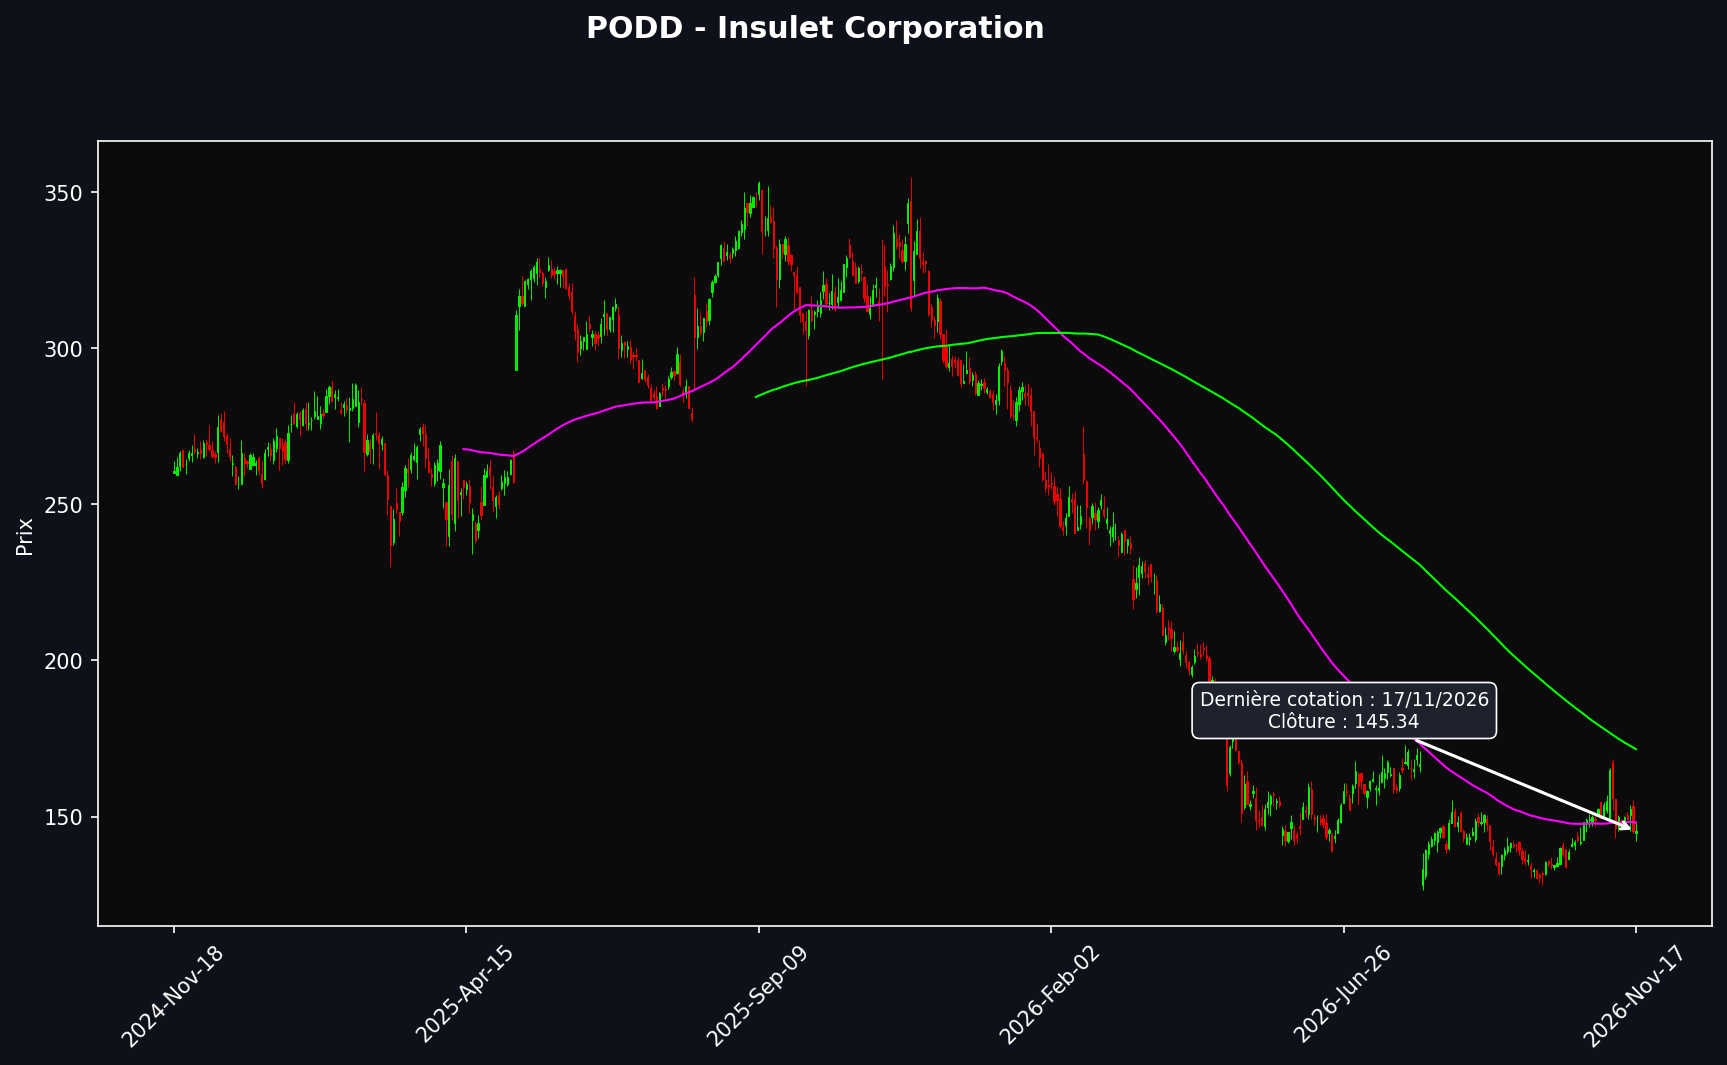 PODD - Insulet Corporation
Prix
350
300
250
200
150
Dernière cotation : 17/11/2026
Clôture : 145.34
2024-Nov-18
2025-Apr-15
2025-Sep-09
2026-Feb-02
2026-Jun-26
2026-Nov-17